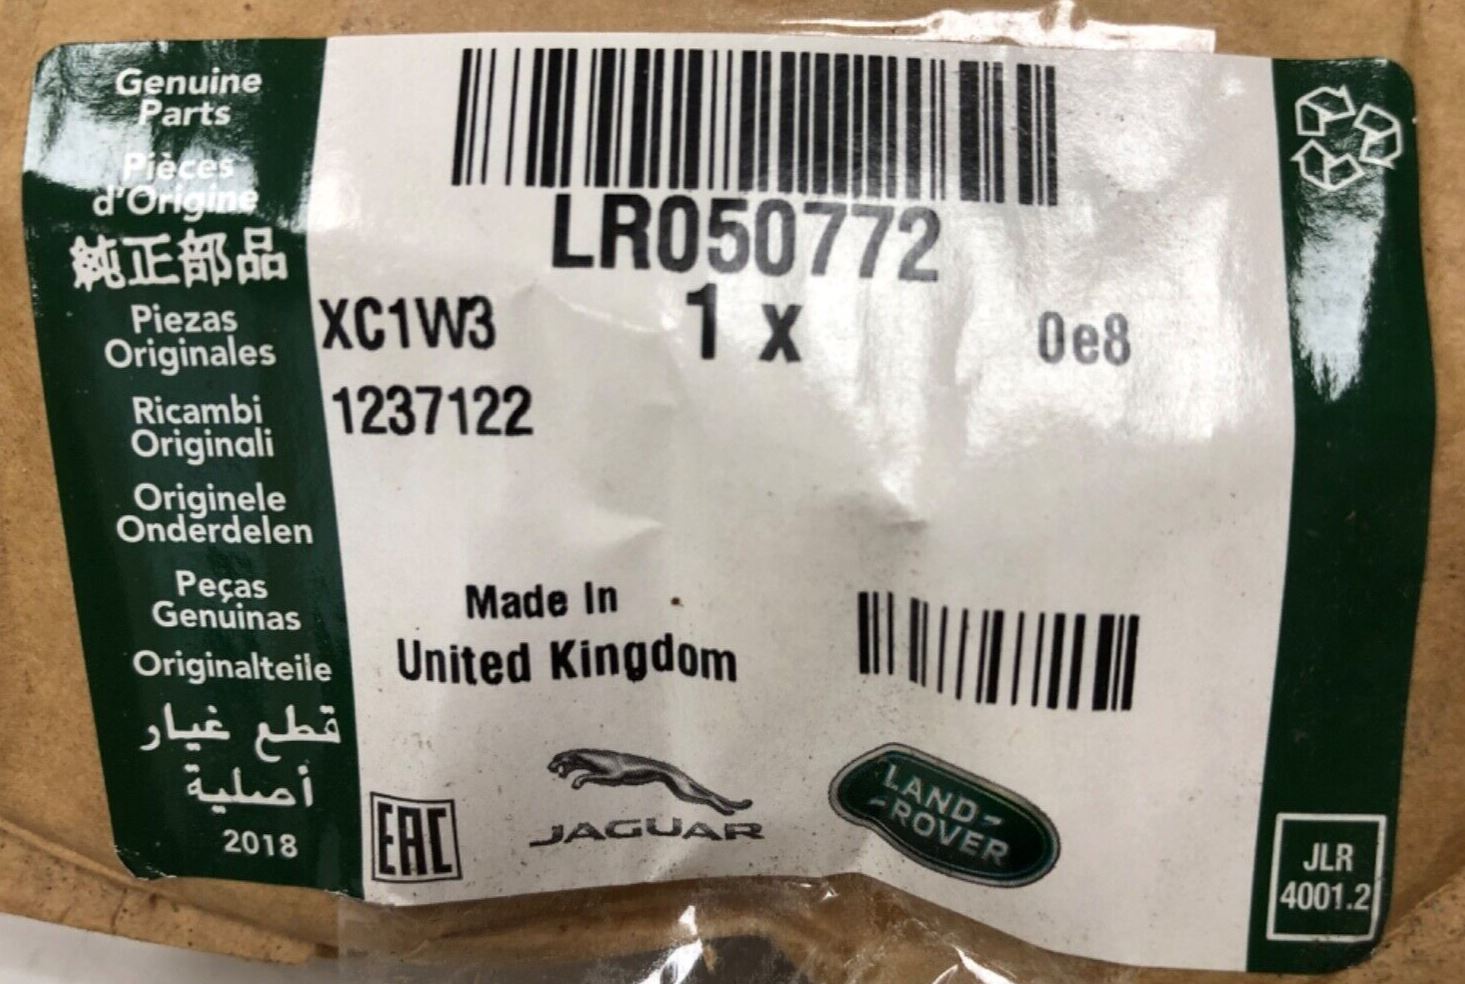 Genuine
Parts
Pièces
d'Origine
純正部品
Piezas
Originales
Ricambi
Originali
Originele
Onderdelen
Peças
Genuinas
Originalteile
قطع غيار
أصلية
2018
LR050772
XC1W3 1 x 0e8
1237122
Made In
United Kingdom
EAC
JAGUAR
LAND-
-ROVER
JLR
4001.2